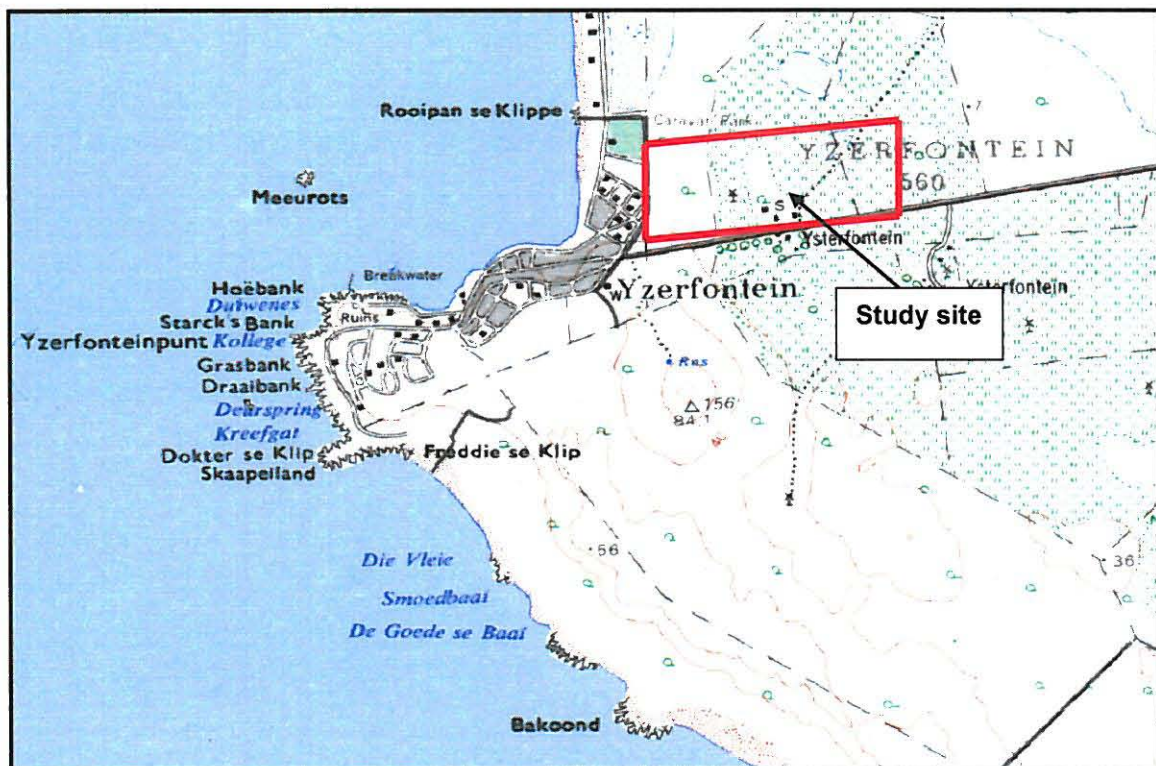 Rooipan se Klippe
Caravan Park
YZERFONTEIN
560
Meeurots
S
Ysterfontein
Breakwater
W
Yzerfontein
Ysterfontein
Hoëbank
Duiwenes
Ruins
Study site
Starck's Bank
Yzerfonteinpunt
Kollege
Grasbank
Rus
Draaibank
156
84,1
Deurspring
Kreefgat
Dokter se Klip
Freddie se Klip
Skaapeiland
56
Die Vleie
36
Smoedbaai
De Goede se Baai
Bakoond